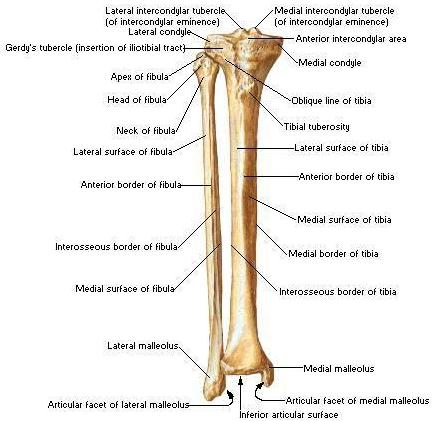 Lateral intercondylar tubercle
(of intercondylar eminence)
Medial intercondylar tubercle
(of intercondylar eminence)
Lateral condyle
Anterior intercondylar area
Gerdy's tubercle (insertion of iliotibial tract)
Medial condyle
Apex of fibula
Head of fibula
Oblique line of tibia
Neck of fibula
Tibial tuberosity
Lateral surface of fibula
Lateral surface of tibia
Anterior border of fibula
Anterior border of tibia
Medial surface of tibia
Interosseous border of fibula
Medial border of tibia
Medial surface of fibula
Interosseous border of tibia
Lateral malleolus
Medial malleolus
Articular facet of lateral malleolus
Articular facet of medial malleolus
Inferior articular surface